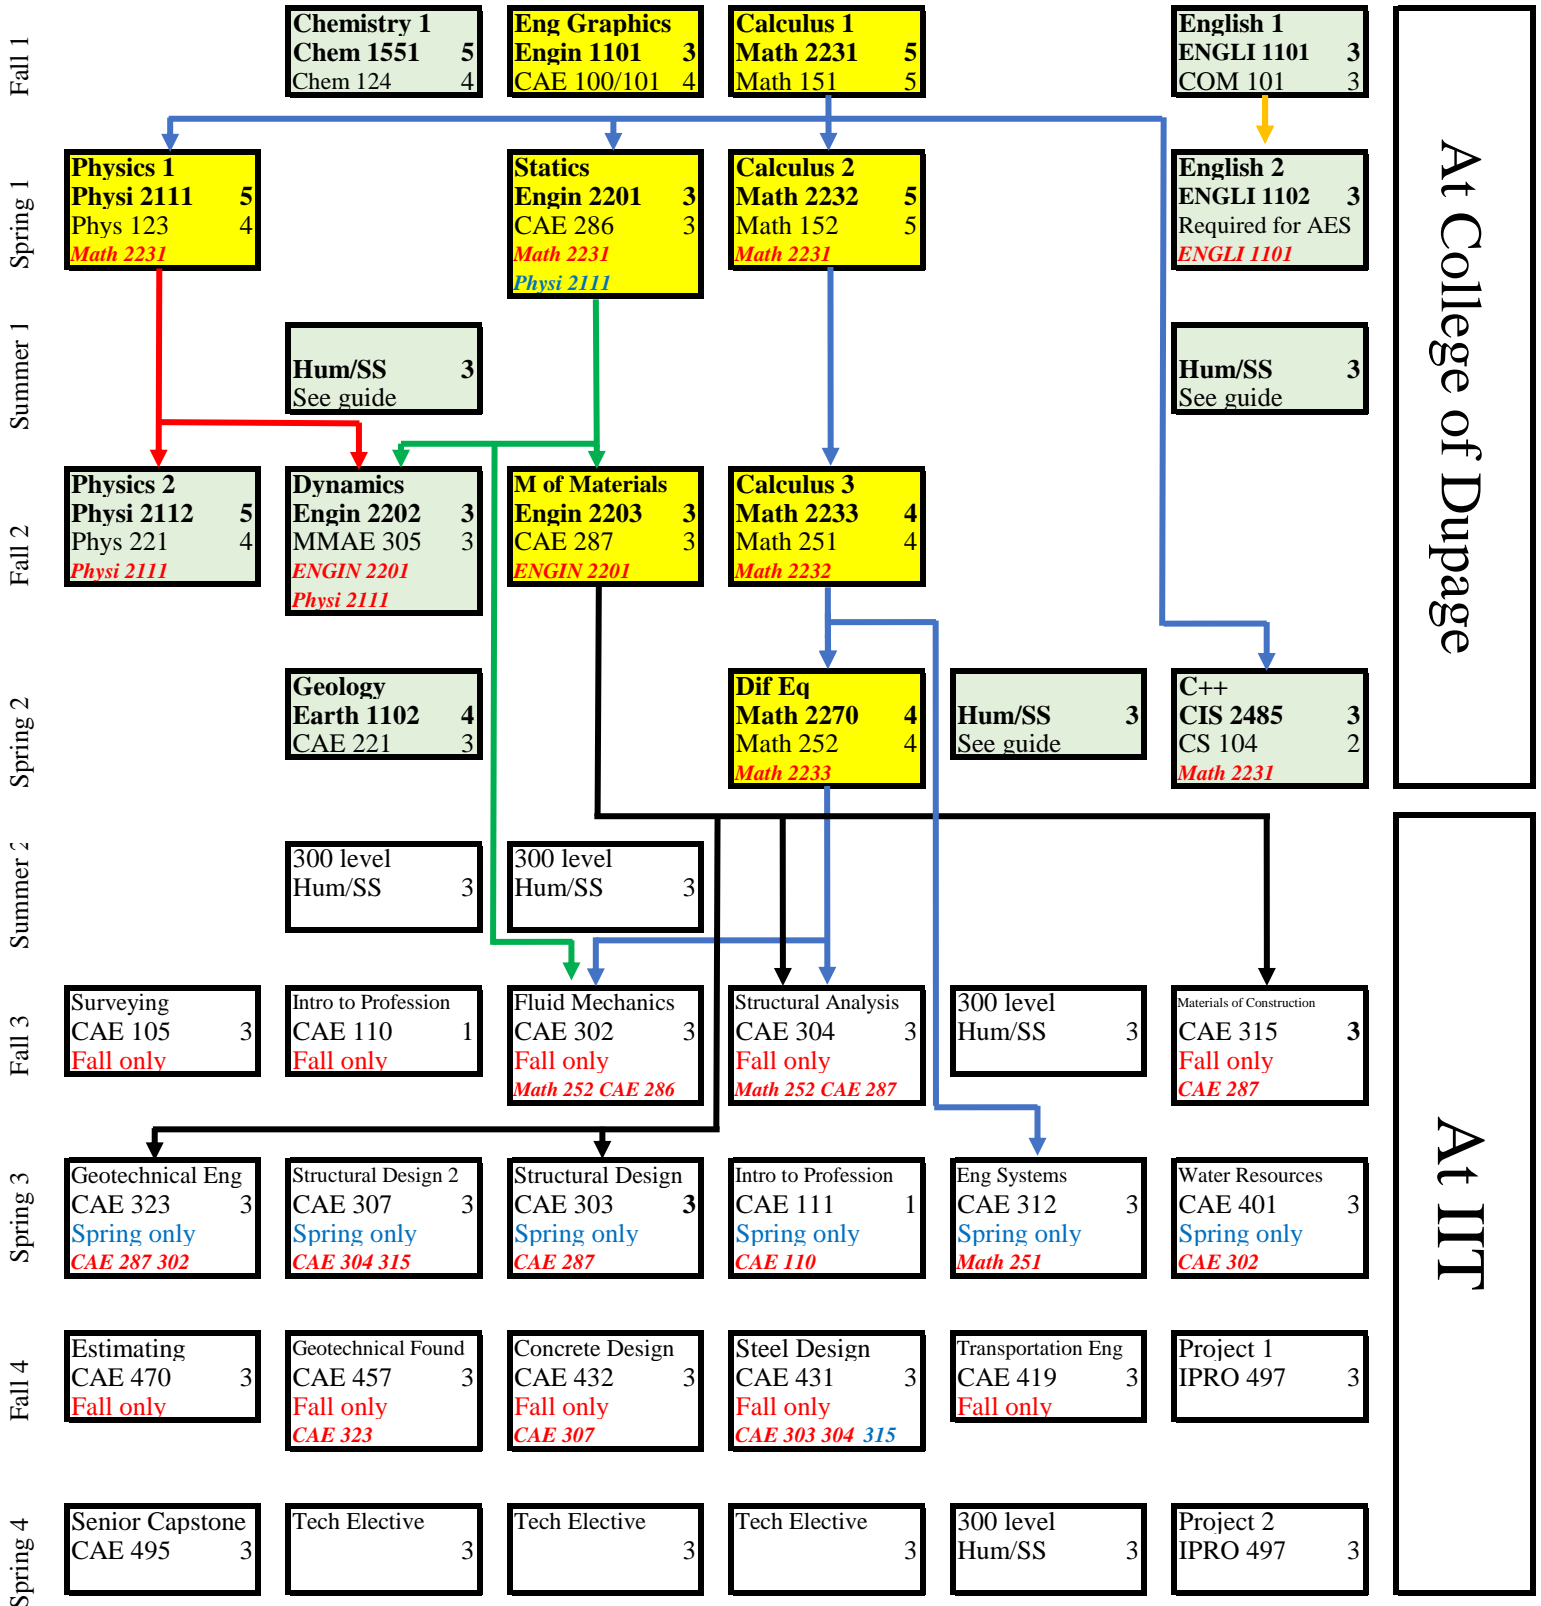 Fall 1
Chemistry 1
Chem 1551 5
Chem 124 4
Eng Graphics
Engin 1101 3
CAE 100/101 4
Calculus 1
Math 2231 5
Math 151 5
English 1
ENGLI 1101 3
COM 101 3
At College of Dupage
Spring 1
Physics 1
Physi 2111 5
Phys 123 4
Math 2231
Statics
Engin 2201 3
CAE 286 3
Math 2231
Physi 2111
Calculus 2
Math 2232 5
Math 152 5
Math 2231
English 2
ENGLI 1102 3
Required for AES
ENGLI 1101
Summer 1
Hum/SS 3
See guide
Hum/SS 3
See guide
Fall 2
Physics 2
Physi 2112 5
Phys 221 4
Physi 2111
Dynamics
Engin 2202 3
MMAE 305 3
ENGIN 2201
Physi 2111
M of Materials
Engin 2203 3
CAE 287 3
ENGIN 2201
Calculus 3
Math 2233 4
Math 251 4
Math 2232
Spring 2
Geology
Earth 1102 4
CAE 221 3
Dif Eq
Math 2270 4
Math 252 4
Math 2233
Hum/SS 3
See guide
C++
CIS 2485 3
CS 104 2
Math 2231
At IIT
Summer 2
300 level
Hum/SS 3
300 level
Hum/SS 3
Fall 3
Surveying
CAE 105 3
Fall only
Intro to Profession
CAE 110 1
Fall only
Fluid Mechanics
CAE 302 3
Fall only
Math 252 CAE 286
Structural Analysis
CAE 304 3
Fall only
Math 252 CAE 287
300 level
Hum/SS 3
Materials of Construction
CAE 315 3
Fall only
CAE 287
Spring 3
Geotechnical Eng
CAE 323 3
Spring only
CAE 287 302
Structural Design 2
CAE 307 3
Spring only
CAE 304 315
Structural Design
CAE 303 3
Spring only
CAE 287
Intro to Profession
CAE 111 1
Spring only
CAE 110
Eng Systems
CAE 312 3
Spring only
Math 251
Water Resources
CAE 401 3
Spring only
CAE 302
Fall 4
Estimating
CAE 470 3
Fall only
Geotechnical Found
CAE 457 3
Fall only
CAE 323
Concrete Design
CAE 432 3
Fall only
CAE 307
Steel Design
CAE 431 3
Fall only
CAE 303 304 315
Transportation Eng
CAE 419 3
Fall only
Project 1
IPRO 497 3
Spring 4
Senior Capstone
CAE 495 3
Tech Elective
3
Tech Elective
3
Tech Elective
3
300 level
Hum/SS 3
Project 2
IPRO 497 3